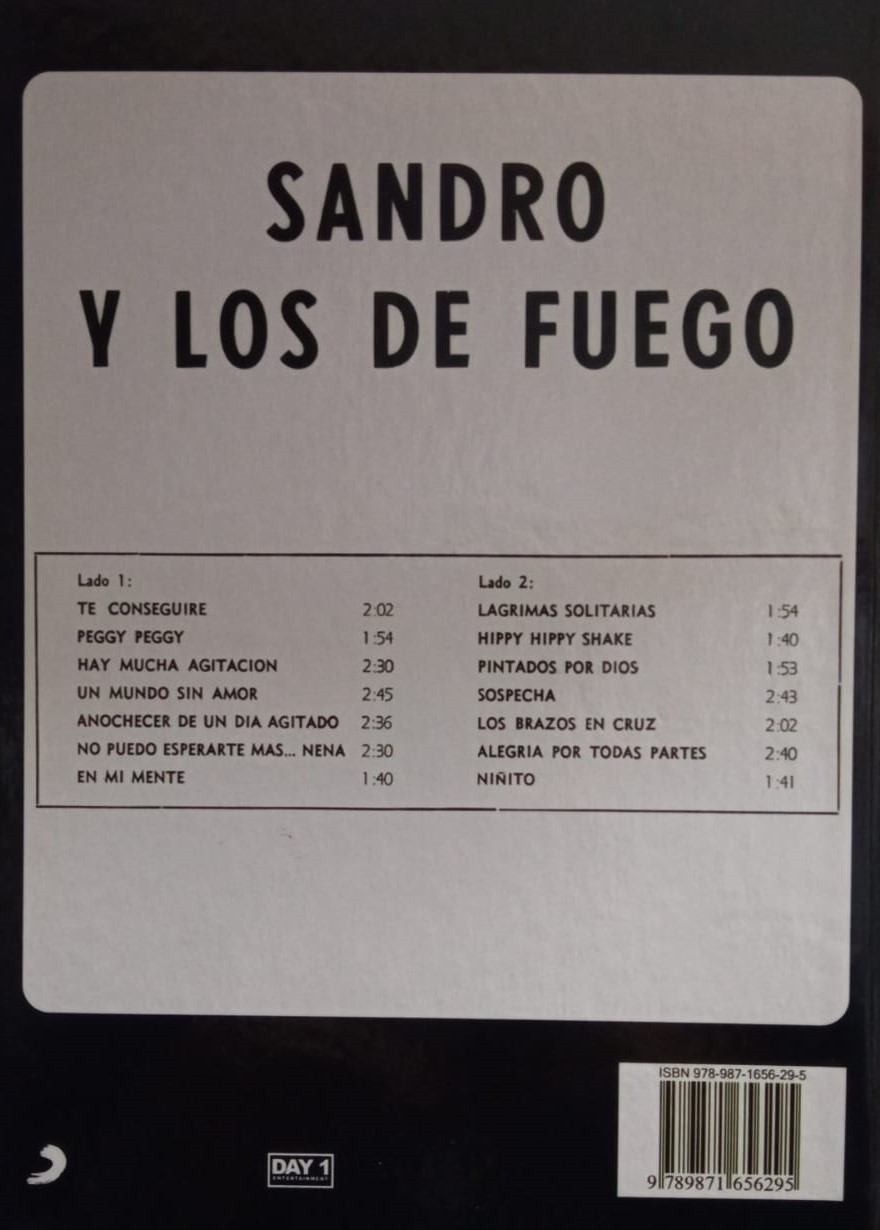 SANDRO
Y LOS DE FUEGO
Lado 1:
TE CONSEGUIRE 2:02
PEGGY PEGGY 1:54
HAY MUCHA AGITACION 2:30
UN MUNDO SIN AMOR 2:45
ANOCHECER DE UN DIA AGITADO 2:36
NO PUEDO ESPERARTE MAS... NENA 2:30
EN MI MENTE 1:40
Lado 2:
LAGRIMAS SOLITARIAS 1:54
HIPPY HIPPY SHAKE 1:40
PINTADOS POR DIOS 1:53
SOSPECHA 2:43
LOS BRAZOS EN CRUZ 2:02
ALEGRIA POR TODAS PARTES 2:40
NIÑITO 1:41
DAY 1
ENTERTAINMENT
ISBN 978-987-1656-29-5
9 789871 656295